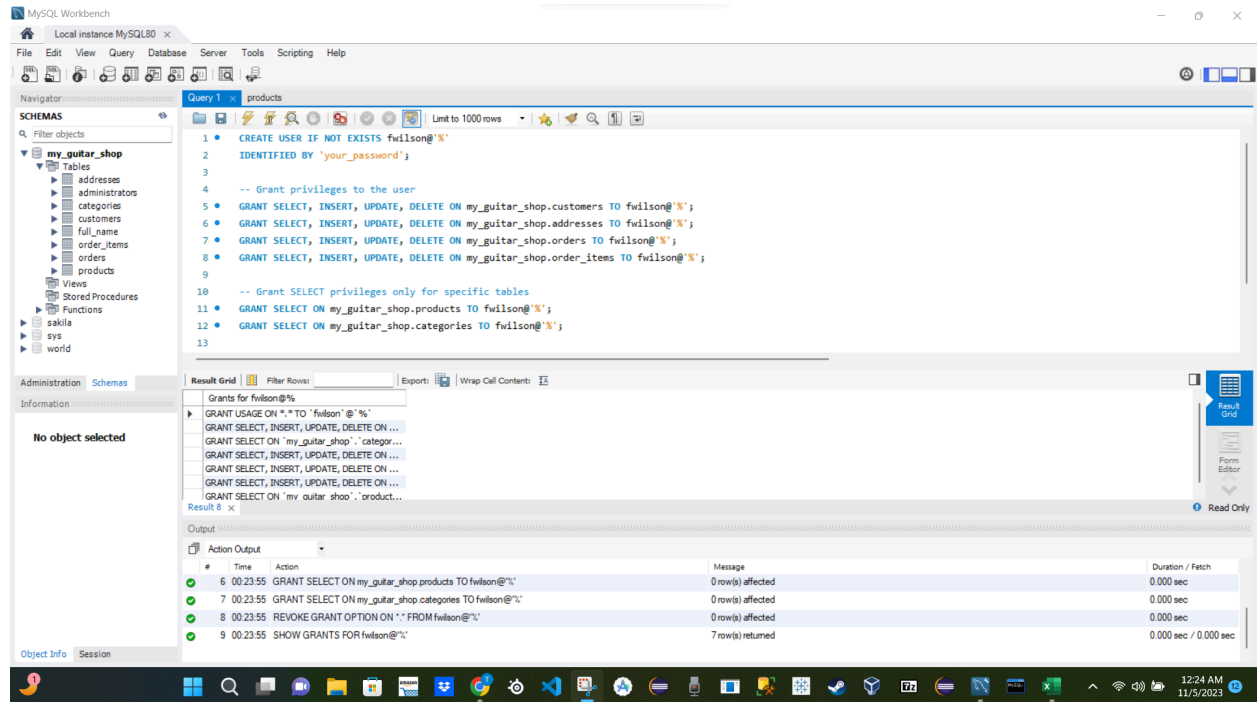 MySQL Workbench
Local instance MySQL80 ×
File Edit View Query Database Server Tools Scripting Help
Navigator
SCHEMAS
Filter objects
my_guitar_shop
Tables
addresses
administrators
categories
customers
full_name
order_items
orders
products
Views
Stored Procedures
Functions
sakila
sys
world
Administration Schemas
Information
No object selected
Object Info Session
Query 1 × products
Limit to 1000 rows
1 CREATE USER IF NOT EXISTS fwilson@'%'
2 IDENTIFIED BY 'your_password';
3
4 -- Grant privileges to the user
5 GRANT SELECT, INSERT, UPDATE, DELETE ON my_guitar_shop.customers TO fwilson@'%';
6 GRANT SELECT, INSERT, UPDATE, DELETE ON my_guitar_shop.addresses TO fwilson@'%';
7 GRANT SELECT, INSERT, UPDATE, DELETE ON my_guitar_shop.orders TO fwilson@'%';
8 GRANT SELECT, INSERT, UPDATE, DELETE ON my_guitar_shop.order_items TO fwilson@'%';
9
10 -- Grant SELECT privileges only for specific tables
11 GRANT SELECT ON my_guitar_shop.products TO fwilson@'%';
12 GRANT SELECT ON my_guitar_shop.categories TO fwilson@'%';
13
Result Grid Filter Rows: Export: Wrap Cell Content:
Grants for fwilson@%
GRANT USAGE ON *.* TO `fwilson`@`%`
GRANT SELECT, INSERT, UPDATE, DELETE ON ...
GRANT SELECT ON `my_guitar_shop`.`categor...
GRANT SELECT, INSERT, UPDATE, DELETE ON ...
GRANT SELECT, INSERT, UPDATE, DELETE ON ...
GRANT SELECT, INSERT, UPDATE, DELETE ON ...
GRANT SELECT ON `my_guitar_shop`.`product...
Result Grid
Form Editor
Result 8 ×
Read Only
Output
Action Output
# Time Action Message Duration / Fetch
6 00:23:55 GRANT SELECT ON my_guitar_shop.products TO fwilson@'%' 0 row(s) affected 0.000 sec
7 00:23:55 GRANT SELECT ON my_guitar_shop.categories TO fwilson@'%' 0 row(s) affected 0.000 sec
8 00:23:55 REVOKE GRANT OPTION ON *.* FROM fwilson@'%' 0 row(s) affected 0.000 sec
9 00:23:55 SHOW GRANTS FOR fwilson@'%' 7 row(s) returned 0.000 sec / 0.000 sec
12:24 AM
11/5/2023
12